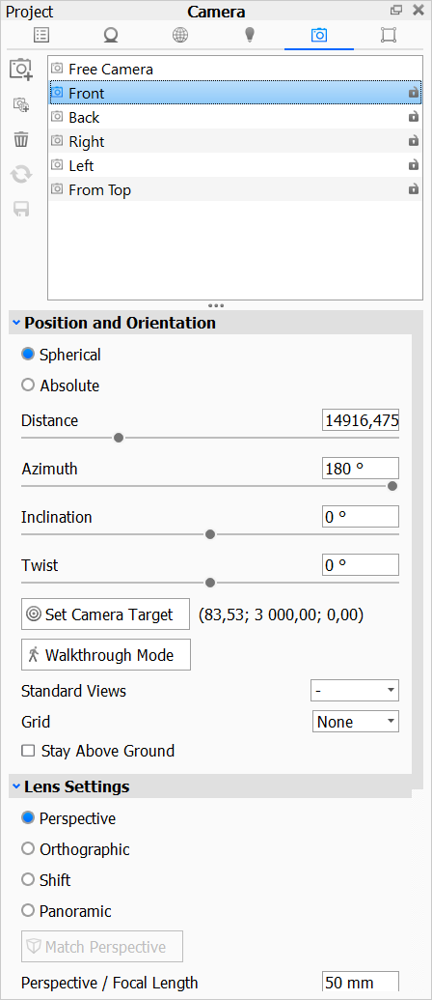 Project Camera
Free Camera
Front
Back
Right
Left
From Top
Position and Orientation
Spherical
Absolute
Distance 14916,475
Azimuth 180 °
Inclination 0 °
Twist 0 °
Set Camera Target (83,53; 3 000,00; 0,00)
Walkthrough Mode
Standard Views -
Grid None
Stay Above Ground
Lens Settings
Perspective
Orthographic
Shift
Panoramic
Match Perspective
Perspective / Focal Length 50 mm